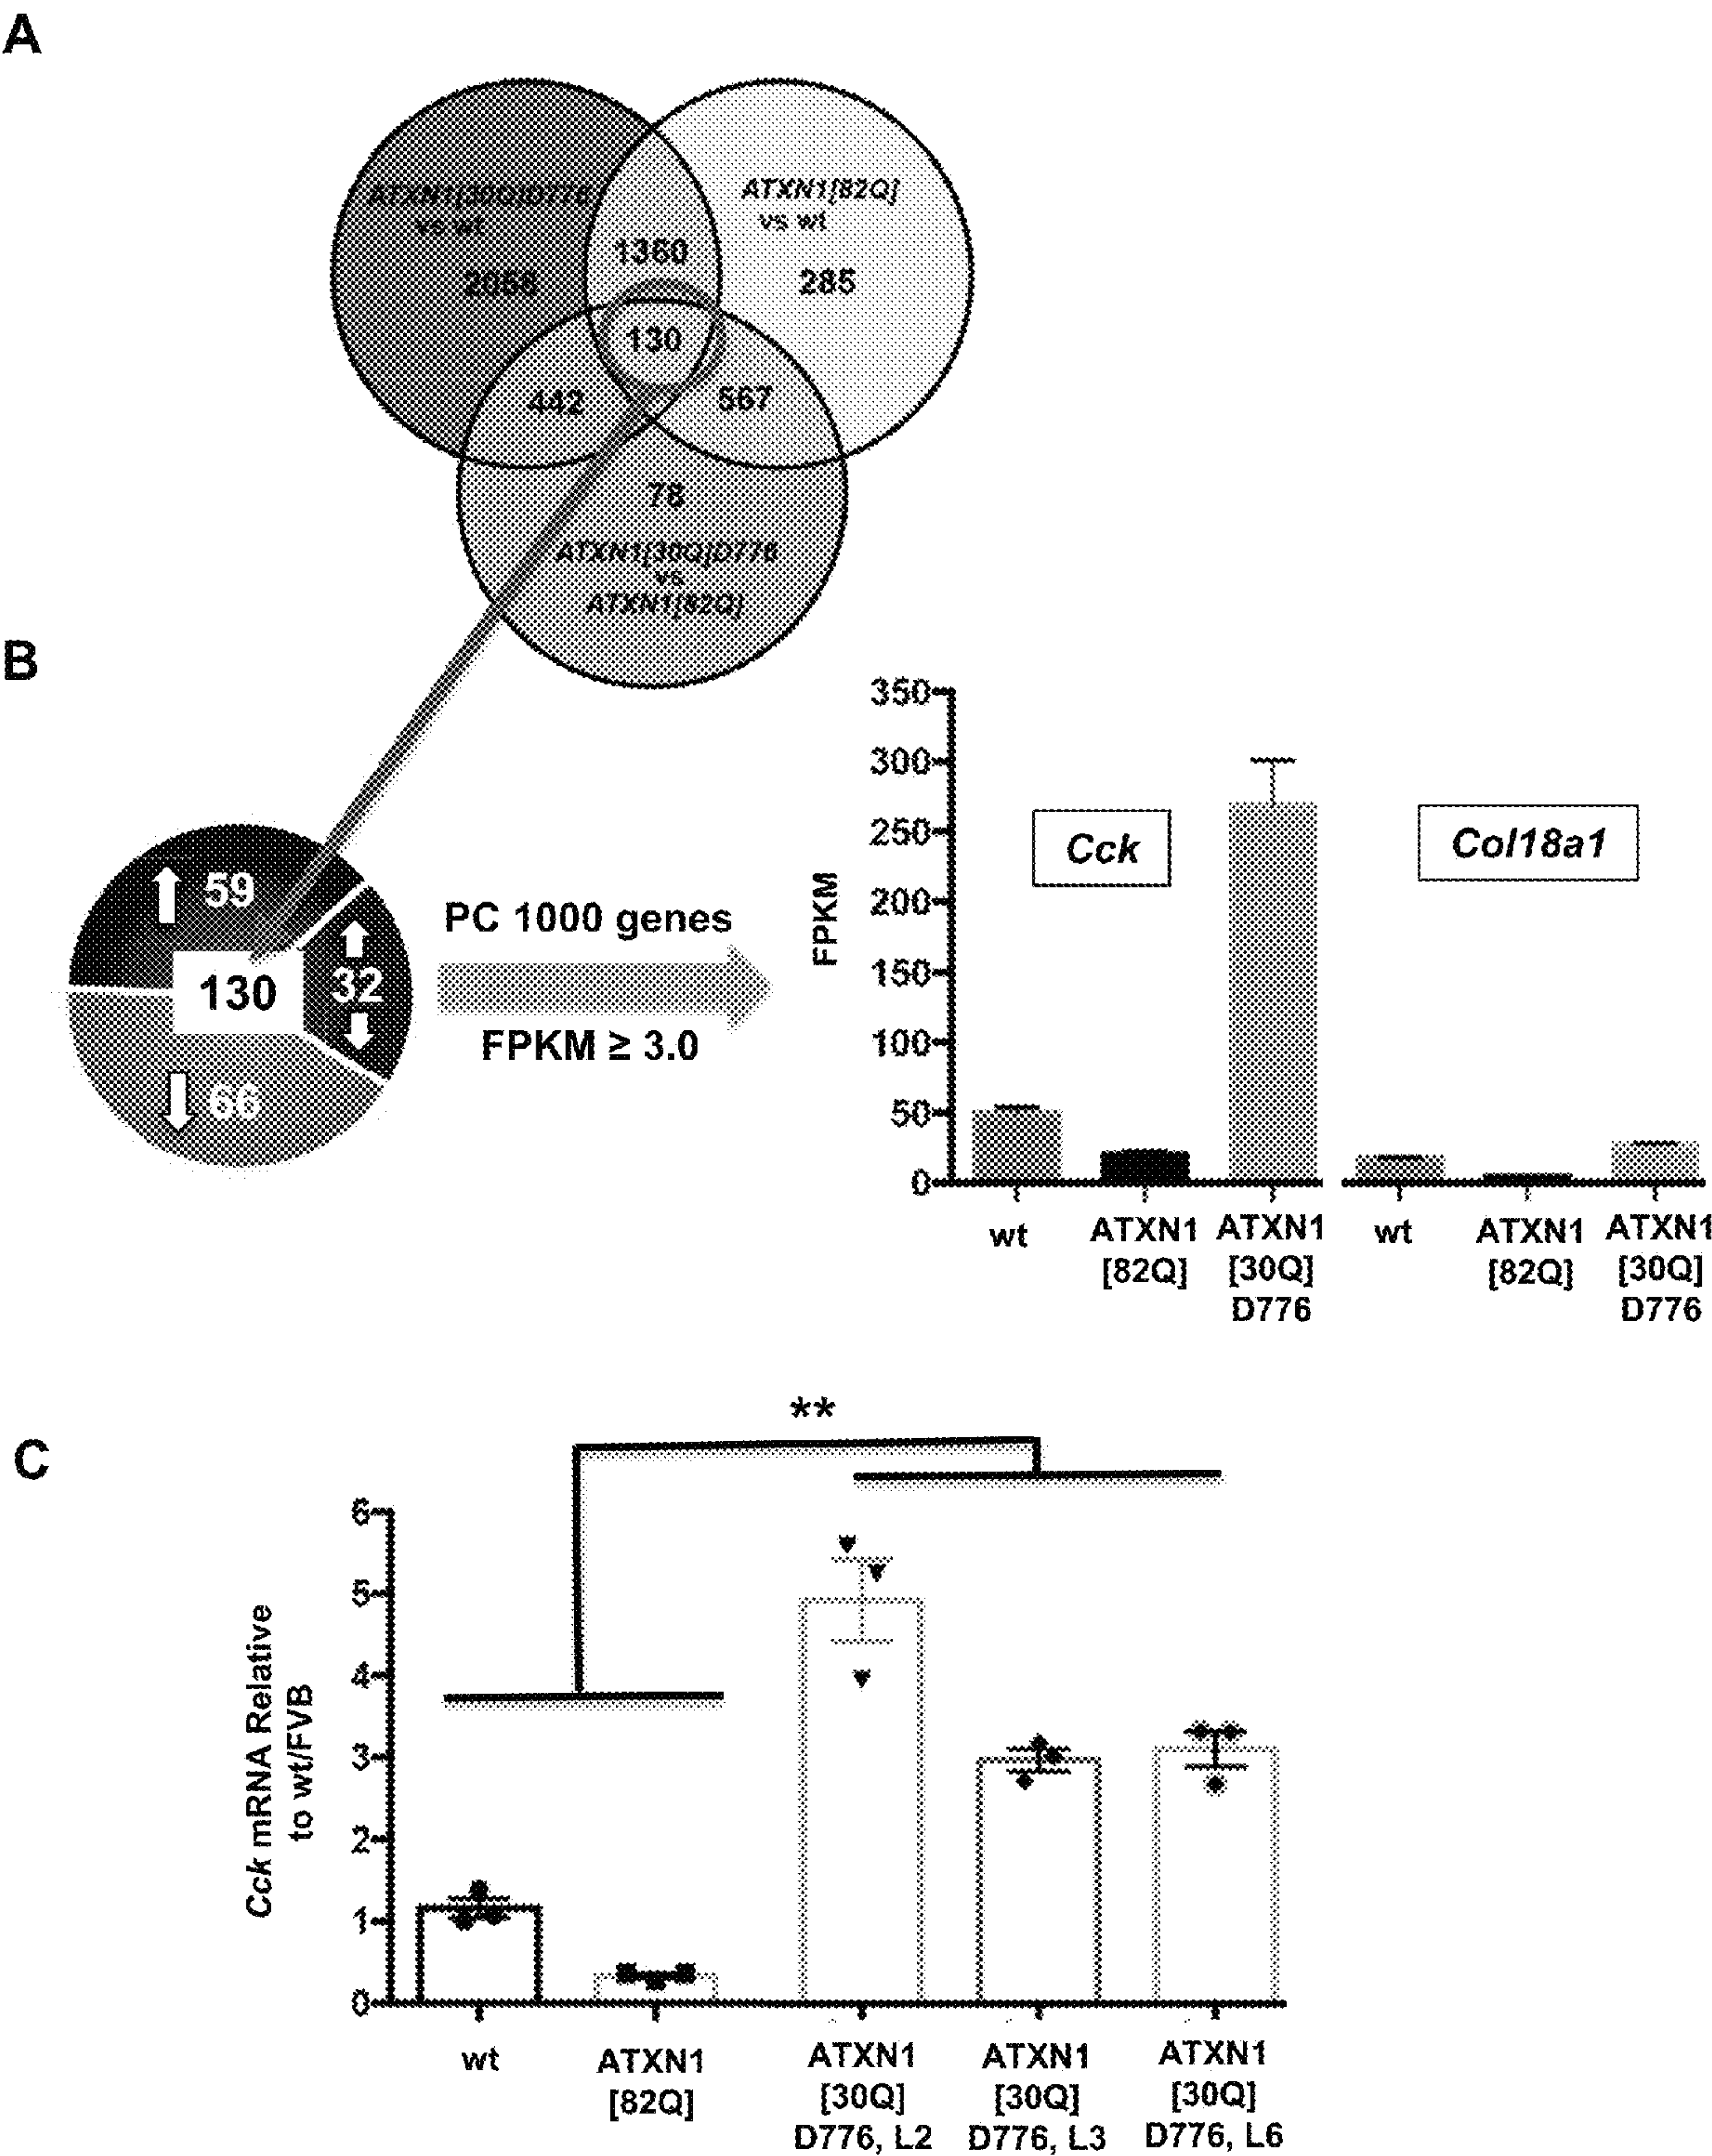 A
ATXN1[30Q]D776
vs wt
ATXN1[82Q]
vs wt
1360
285
130
442
567
78
ATXN1[30Q]D776
vs
ATXN1[82Q]
B
59
130
32
66
PC 1000 genes
FPKM ≥ 3.0
350
300
250
200
150
100
50
0
FPKM
Cck
Col18a1
wt
ATXN1
[82Q]
ATXN1
[30Q]
D776
wt
ATXN1
[82Q]
ATXN1
[30Q]
D776
C
**
6
5
4
3
2
1
0
Cck mRNA Relative
to wt/FVB
wt
ATXN1
[82Q]
ATXN1
[30Q]
D776, L2
ATXN1
[30Q]
D776, L3
ATXN1
[30Q]
D776, L6